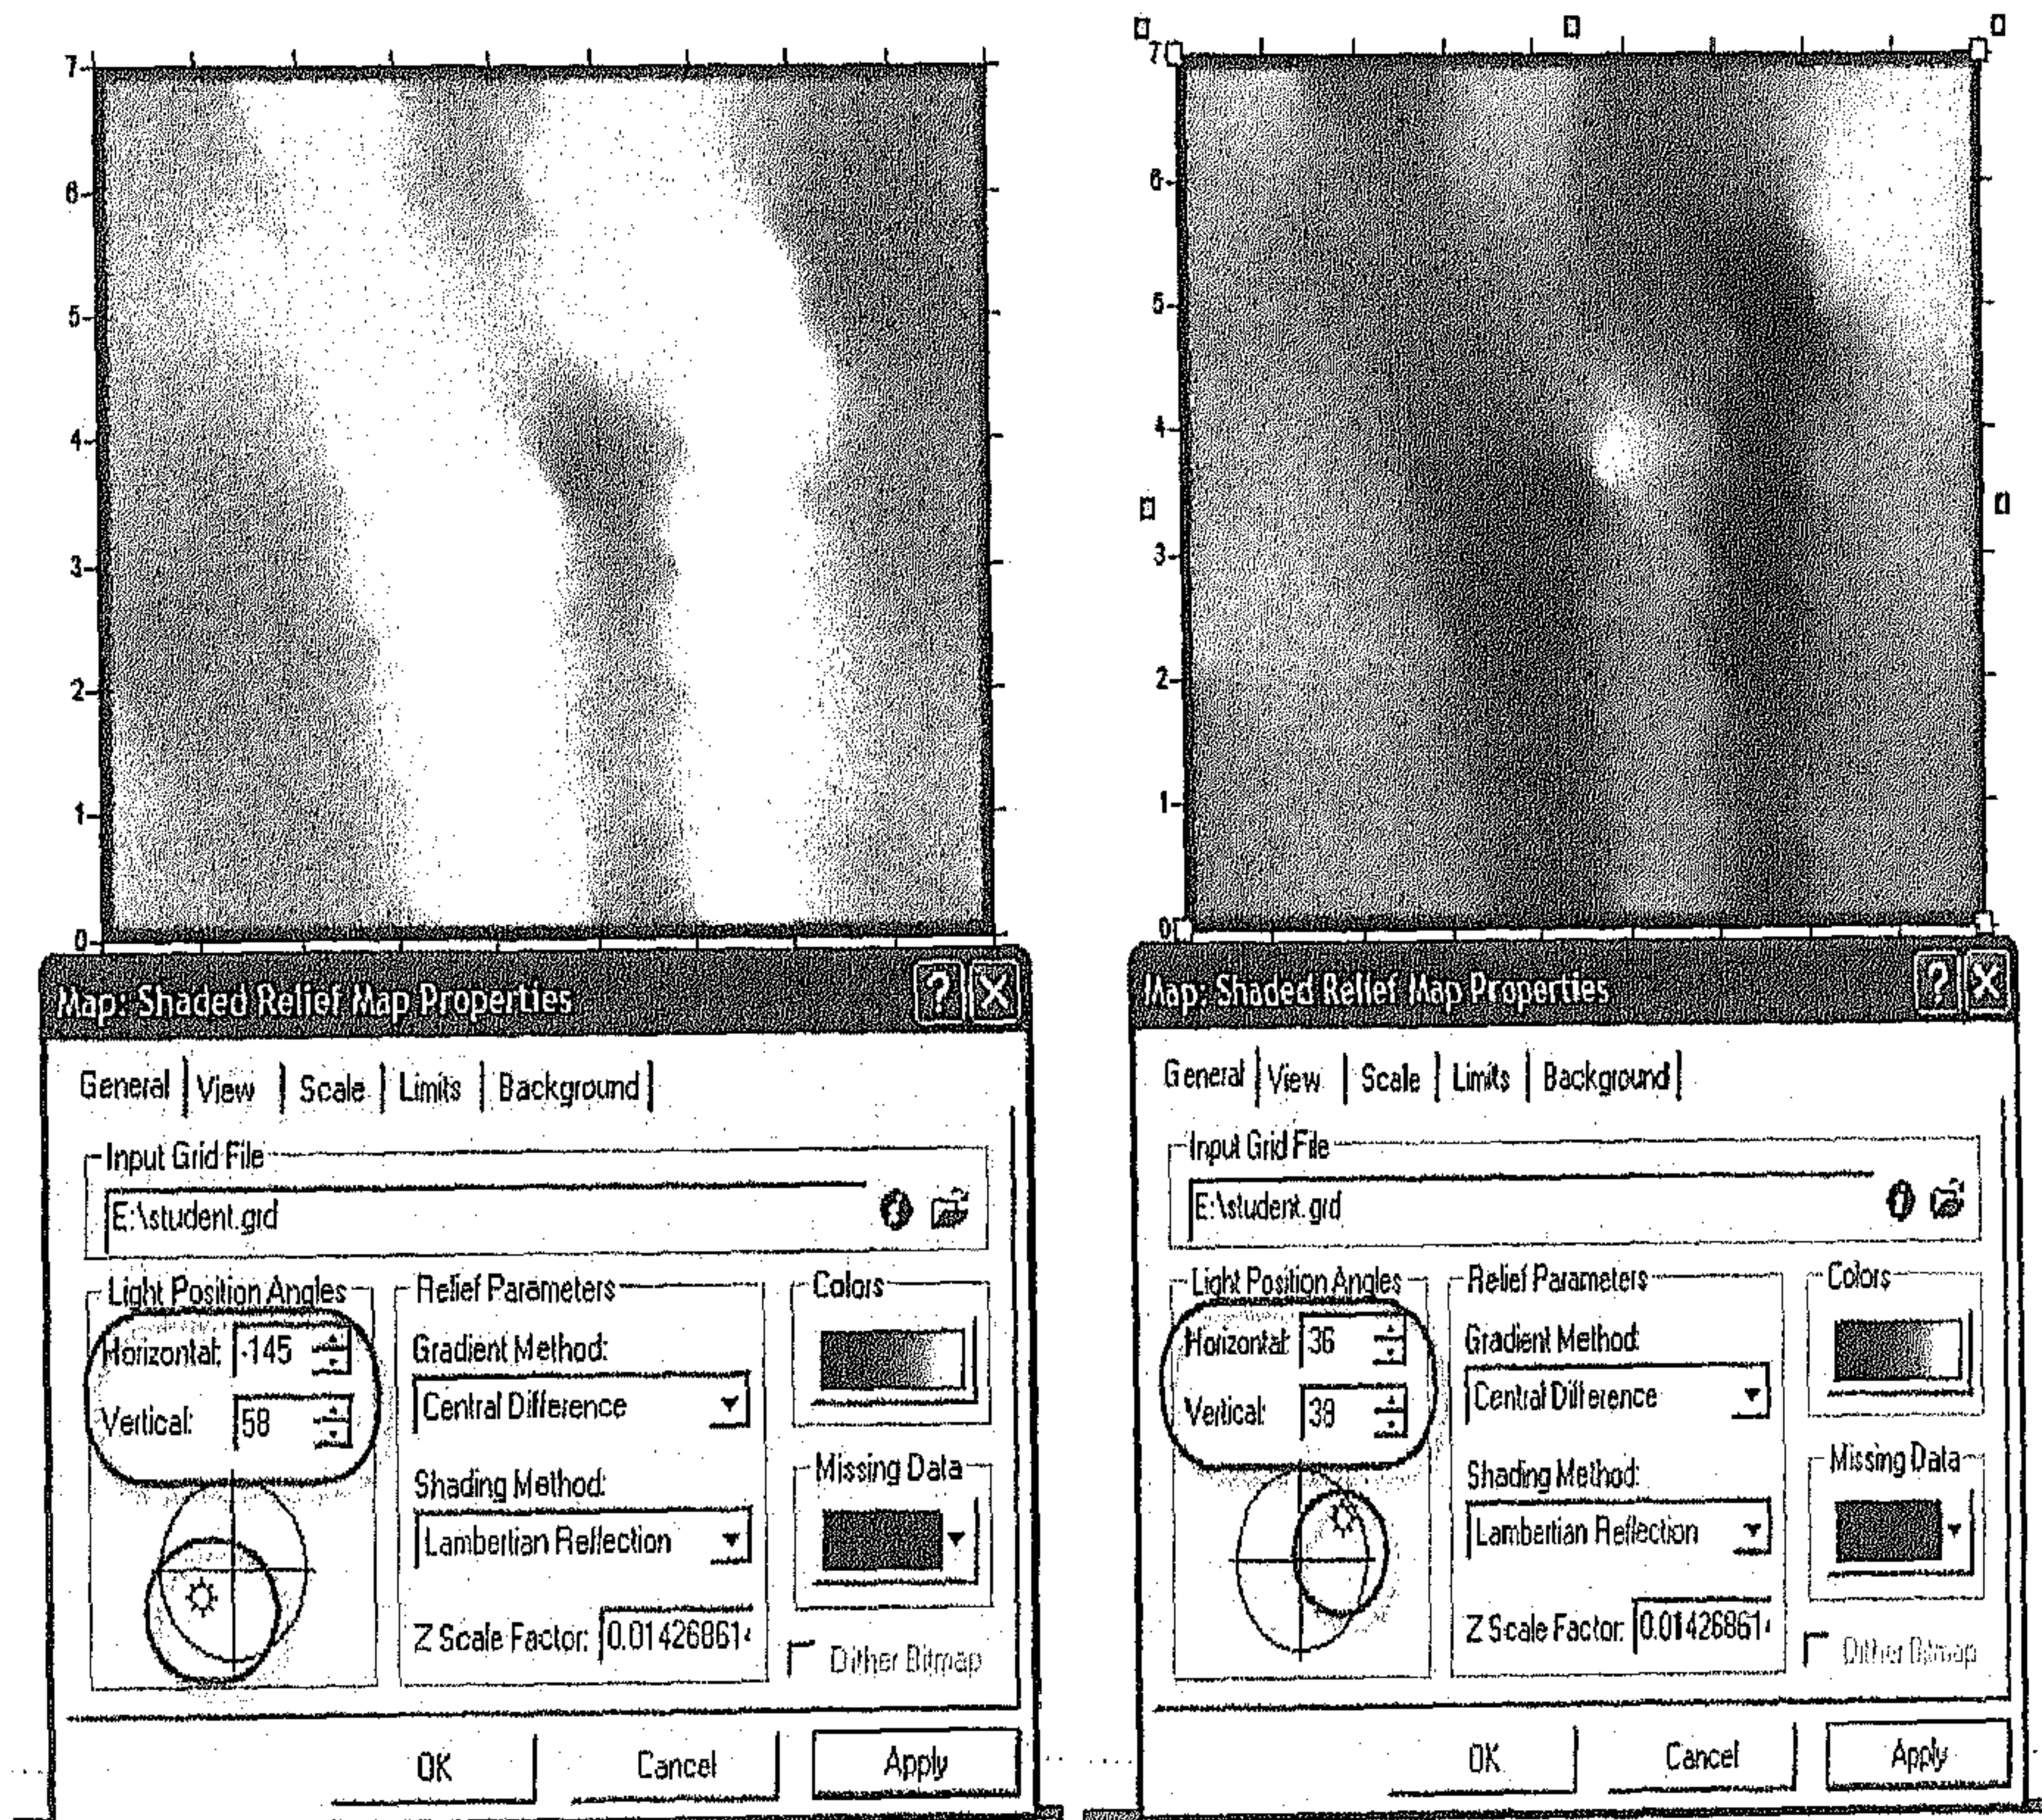 7
6
5
4
3
2
1
0
Map: Shaded Relief Map Properties
General View Scale Limits Background
Input Grid File
E:\student.grd
Light Position Angles
Horizontal: -145
Vertical: 58
Relief Parameters
Gradient Method:
Central Difference
Shading Method:
Lambertian Reflection
Z Scale Factor: 0.01426861
Colors
Missing Data
Dither Bitmap
OK Cancel Apply
7
6
5
4
3
2
1
0
Map: Shaded Relief Map Properties
General View Scale Limits Background
Input Grid File
E:\student.grd
Light Position Angles
Horizontal: 36
Vertical:
Relief Parameters
Gradient Method:
Central Difference
Shading Method:
Lambertian Reflection
Z Scale Factor: 0.01426861
Colors
Missing Data
Dither Bitmap
OK Cancel Apply